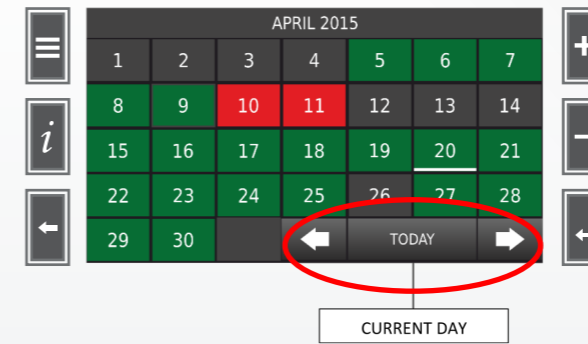 APRIL 2015
1 2 3 4 5 6 7
8 9 10 11 12 13 14
i
15 16 17 18 19 20 21
22 23 24 25 26 27 28
29 30 TODAY
CURRENT DAY